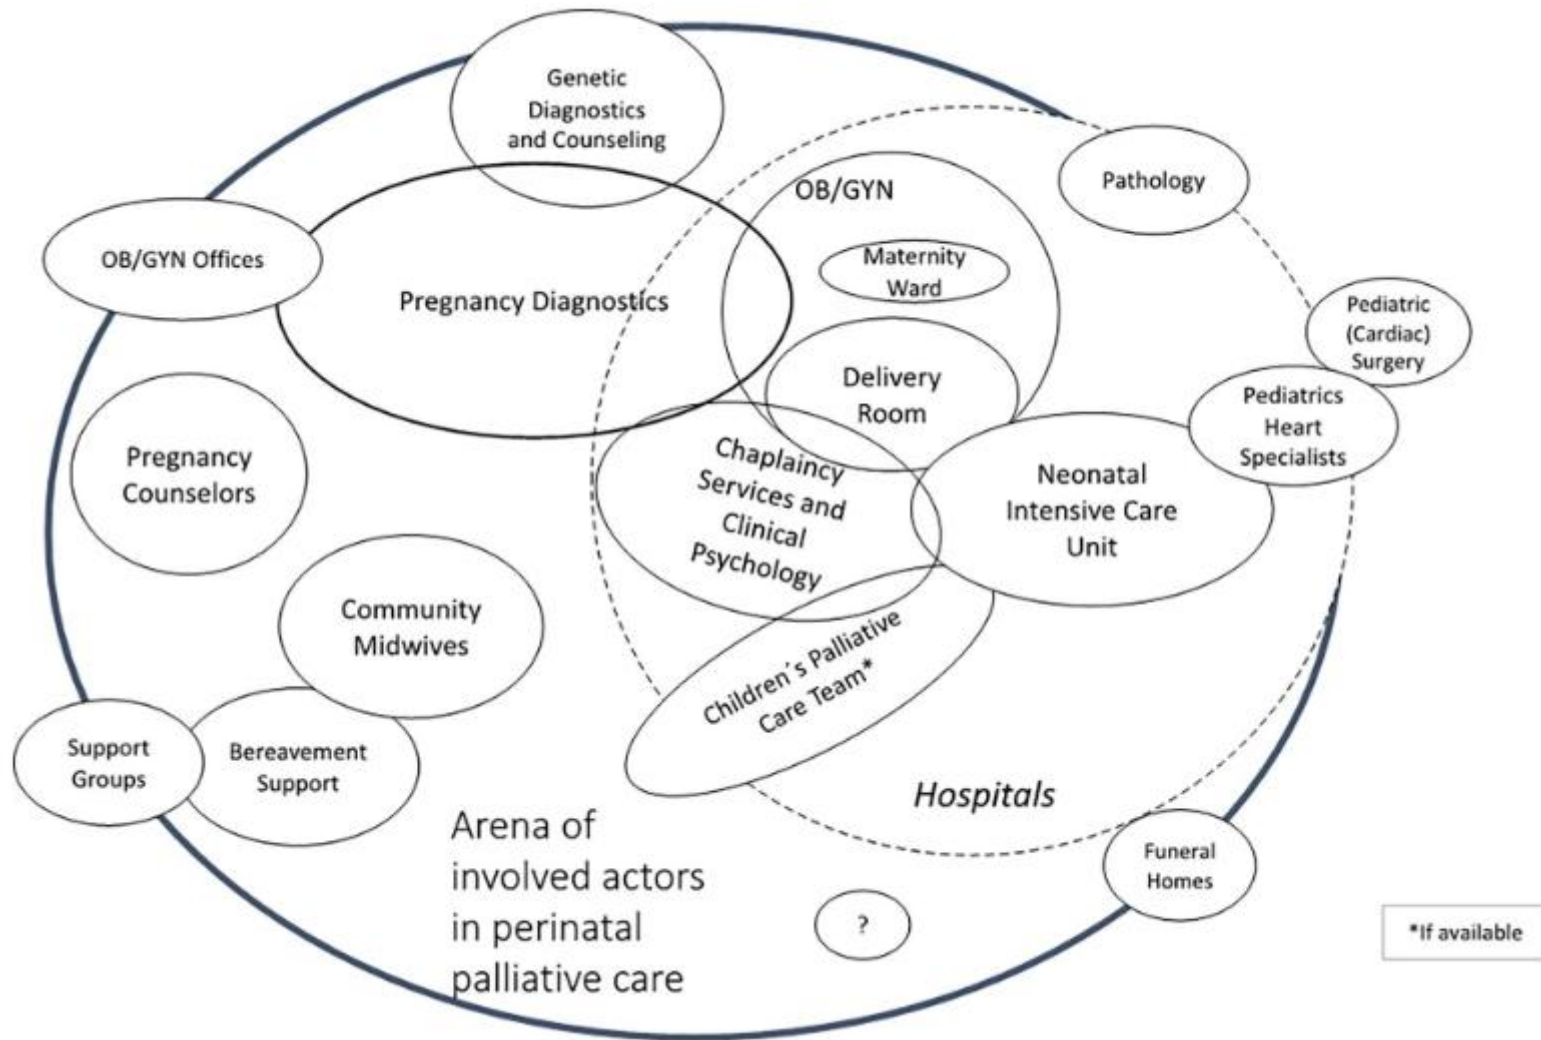 Genetic
Diagnostics
and Counseling
OB/GYN
Pathology
OB/GYN Offices
Maternity
Ward
Pregnancy Diagnostics
Pediatric
(Cardiac)
Surgery
Delivery
Room
Pediatrics
Heart
Specialists
Pregnancy
Counselors
Chaplaincy
Services and
Clinical
Psychology
Neonatal
Intensive Care
Unit
Community
Midwives
Children´s Palliative
Care Team*
Support
Groups
Bereavement
Support
Hospitals
Arena of
involved actors
in perinatal
palliative care
Funeral
Homes
?
*If available